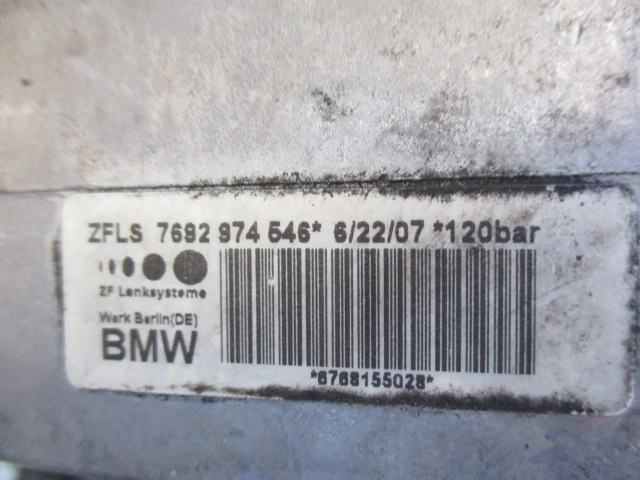 ZFLS 7692 974 546* 6/22/07 *120bar
ZF Lenksysteme
Werk Berlin(DE)
BMW
*6768155028*